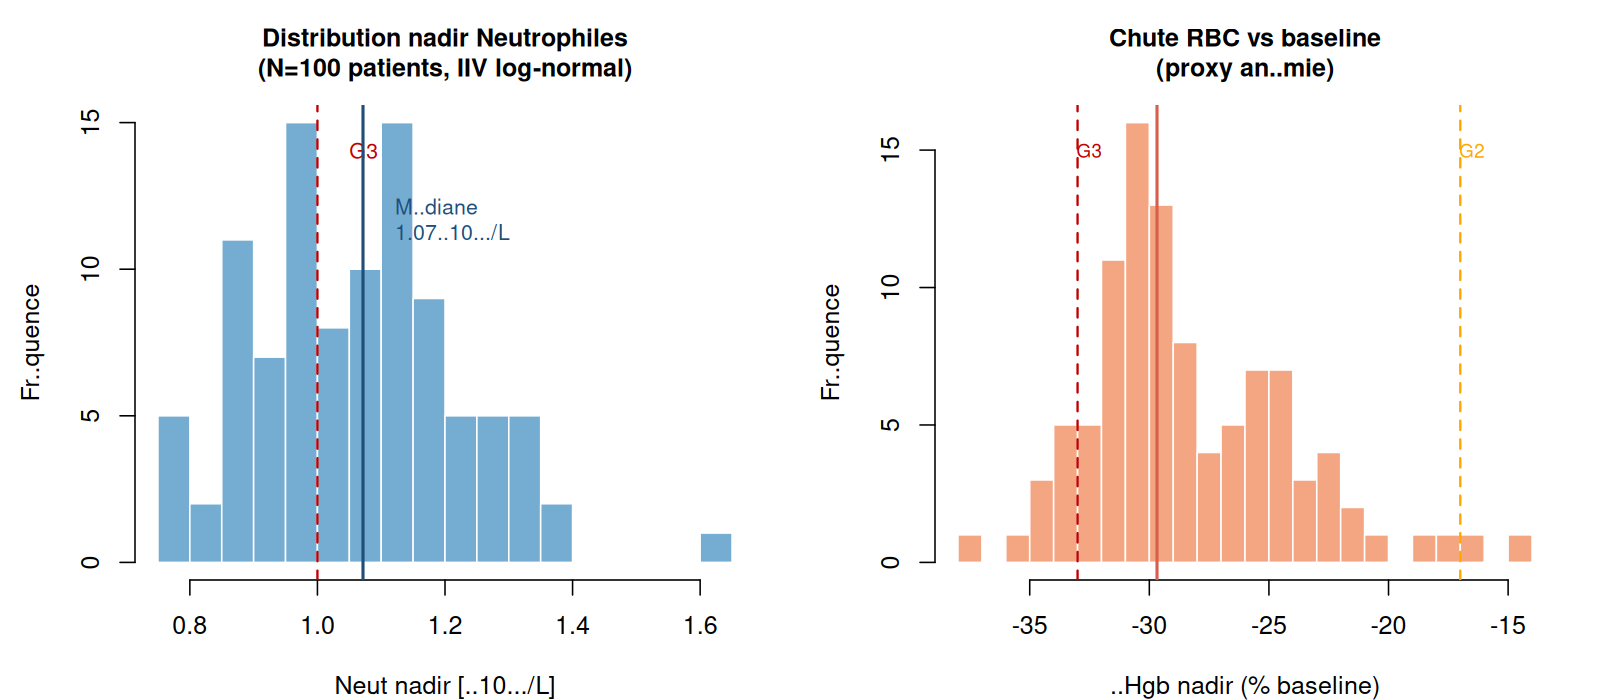 Distribution nadir Neutrophiles
(N=100 patients, IIV log-normal)
Fr..quence
15
10
5
0
G3
M..diane
1.07..10.../L
0.8 1.0 1.2 1.4 1.6
Neut nadir [..10.../L]
Chute RBC vs baseline
(proxy an..mie)
Fr..quence
15
10
5
0
G3
G2
-35 -30 -25 -20 -15
..Hgb nadir (% baseline)